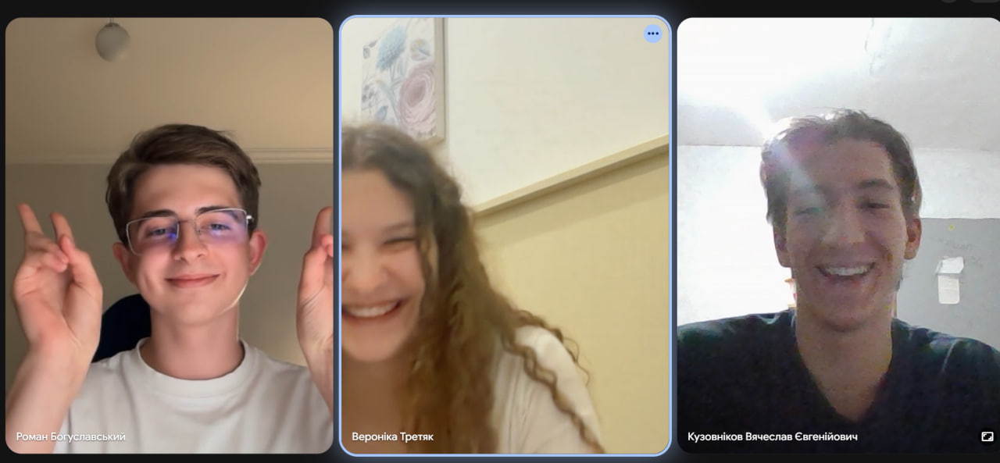 Роман Богуславський
Вероніка Третяк
Кузовніков Вячеслав Євгенійович